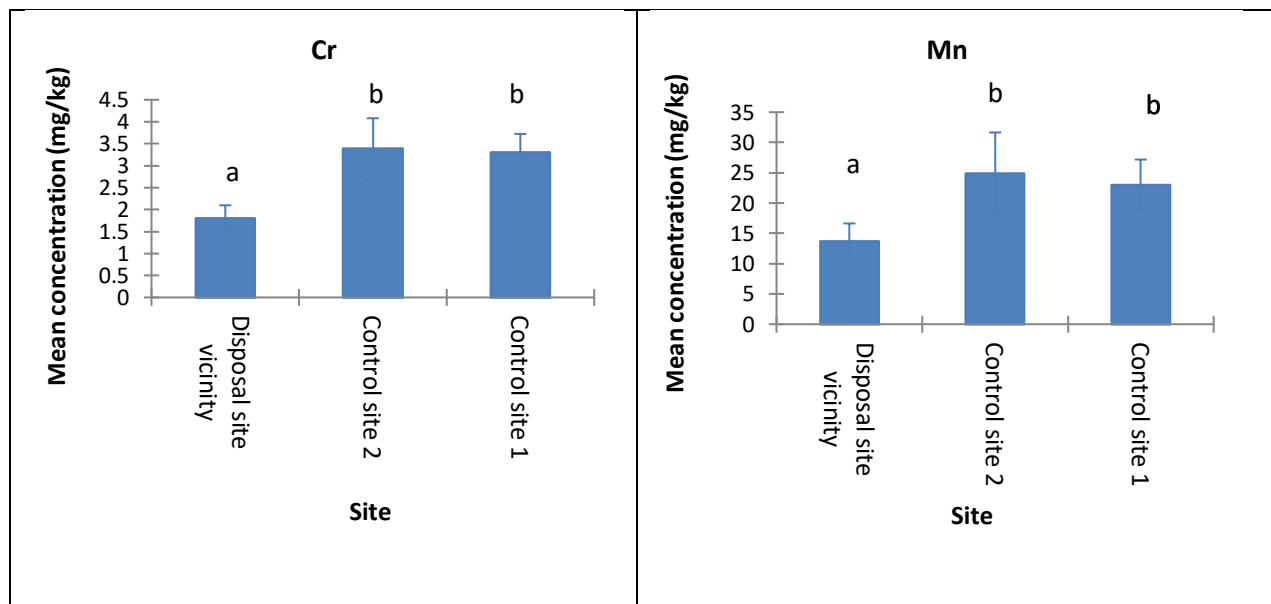 Cr
Mean concentration (mg/kg)
4.5
4
3.5
3
2.5
2
1.5
1
0.5
0
a
b
b
Disposal site
vicinity
Control site 2
Control site 1
Site
Mn
Mean concentration (mg/kg)
35
30
25
20
15
10
5
0
a
b
b
Disposal site
vicinity
Control site 2
Control site 1
Site